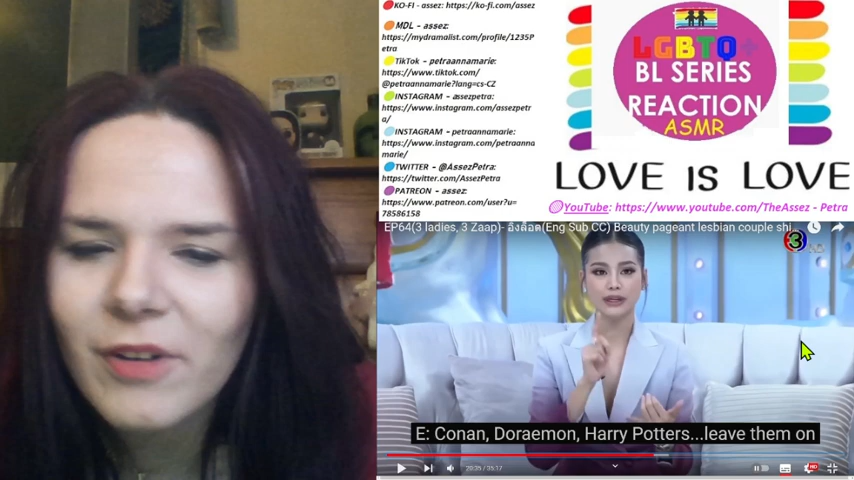 KO-FI - assez: https://ko-fi.com/assez
MDL - assez:
https://mydramalist.com/profile/1235P
etra
TikTok - petraannamarie:
https://www.tiktok.com/
@petraannamarie?lang=cs-CZ
INSTAGRAM - assezpetra:
https://www.instagram.com/assezpetr
a/
INSTAGRAM - petraannamarie:
https://www.instagram.com/petraanna
marie/
TWITTER - @AssezPetra:
https://twitter.com/AssezPetra
PATREON - assez:
https://www.patreon.com/user?u=
78586158
LGBTQ+
BL SERIES
REACTION
ASMR
LOVE IS LOVE
YouTube: https://www.youtube.com/TheAssez - Petra
EP64(3 ladies, 3 Zaap)- อิงล็อต(Eng Sub CC) Beauty pageant lesbian couple shi...
3
E: Conan, Doraemon, Harry Potters...leave them on
HD